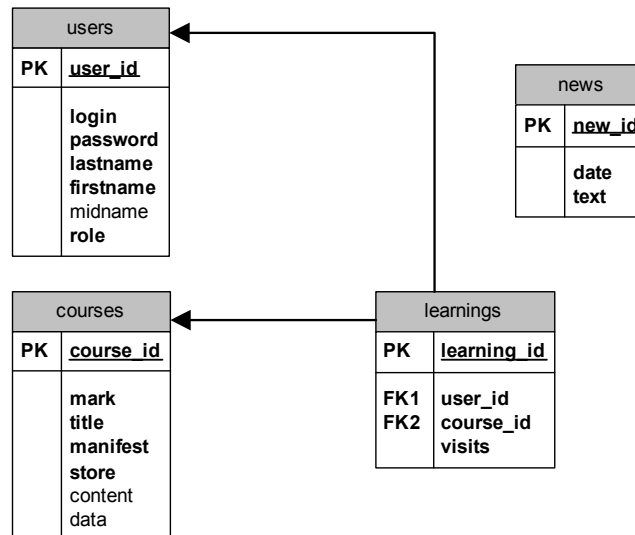 users
PK user_id
login
password
lastname
firstname
midname
role
news
PK new_id
date
text
courses
PK course_id
mark
title
manifest
store
content
data
learnings
PK learning_id
FK1 user_id
FK2 course_id
visits